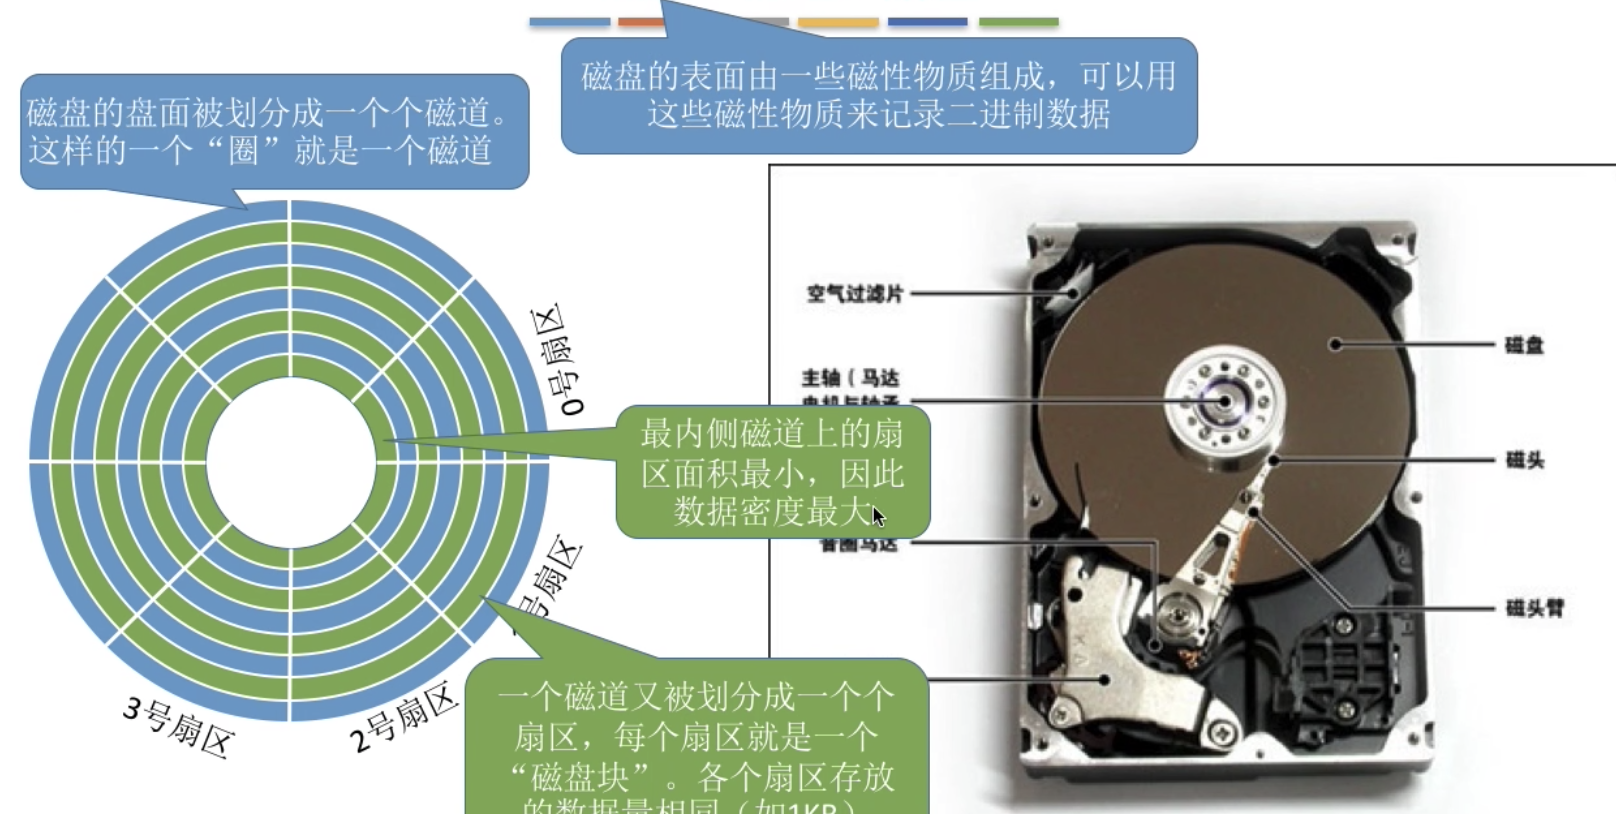 磁盘的表面由一些磁性物质组成，可以用
这些磁性物质来记录二进制数据
磁盘的盘面被划分成一个个磁道。
这样的一个“圈”就是一个磁道
0号扇区
号扇区
2号扇区
3号扇区
最内侧磁道上的扇
区面积最小，因此
数据密度最大
一个磁道又被划分成一个个
扇区，每个扇区就是一个
“磁盘块”。各个扇区存放
的数据量相同（如1KB）
空气过滤片
主轴（马达
电机与轴承
音圈马达
磁盘
磁头
磁头臂